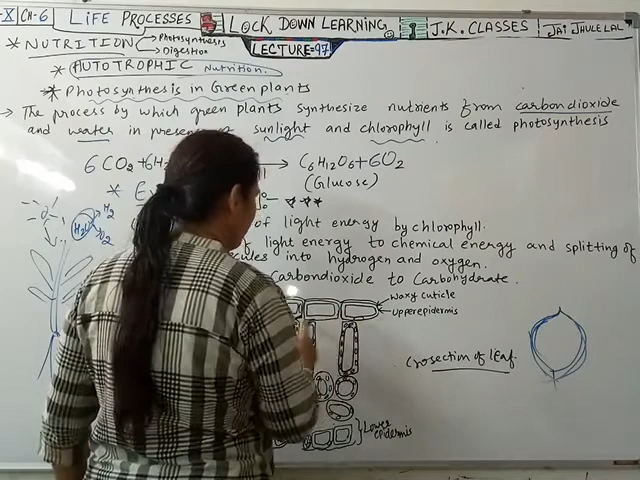 -X CH-6 LIFE PROCESSES LOCK DOWN LEARNING J.K. CLASSES JAI JHULELAL
* NUTRITION Photosynthesis Digestion
LECTURE=97
* AUTOTROPHIC Nutrition.
* Photosynthesis in Green plants
→ The process by which green plants synthesize nutrients from carbondioxide
and water in presen sunlight and chlorophyll is called photosynthesis
6CO2+6H → C6H12O6+6O2
(Glucose)
* E
of light energy by chlorophyll.
light energy to chemical energy and splitting of
cules into hydrogen and oxygen.
Carbondioxide to Carbohydrate.
H2O H2
O2
Waxy cuticle
Upperepidermis
Crosection of leaf
Lower
epidermis